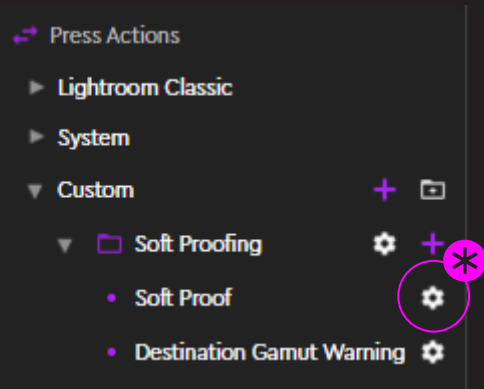 Press Actions
Lightroom Classic
System
Custom
Soft Proofing
Soft Proof
Destination Gamut Warning